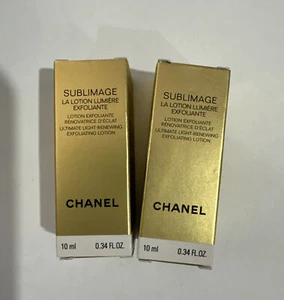 SUBLIMAGE
LA LOTION LUMIÈRE
EXFOLIANTE
LOTION EXFOLIANTE
RÉNOVATRICE D'ÉCLAT
ULTIMATE LIGHT-RENEWING
EXFOLIATING LOTION
CHANEL
10 ml 0.34 FL.OZ.
SUBLIMAGE
LA LOTION LUMIÈRE
EXFOLIANTE
LOTION EXFOLIANTE
RÉNOVATRICE D'ÉCLAT
ULTIMATE LIGHT-RENEWING
EXFOLIATING LOTION
CHANEL
10 ml 0.34 FL.OZ.